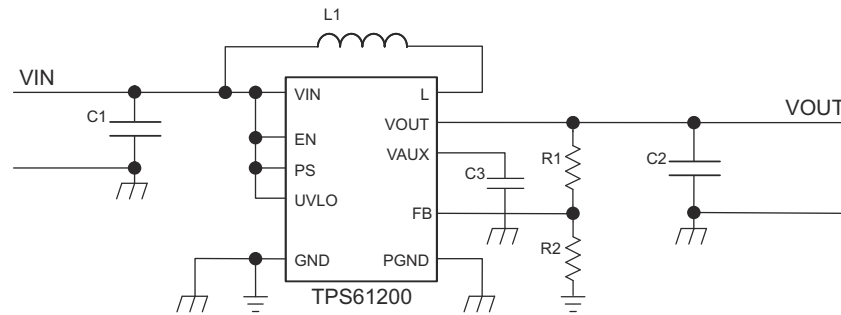 L1
VIN
VIN
L
VOUT
VOUT
C1
EN
VAUX
R1
C2
PS
C3
UVLO
FB
R2
GND
PGND
TPS61200